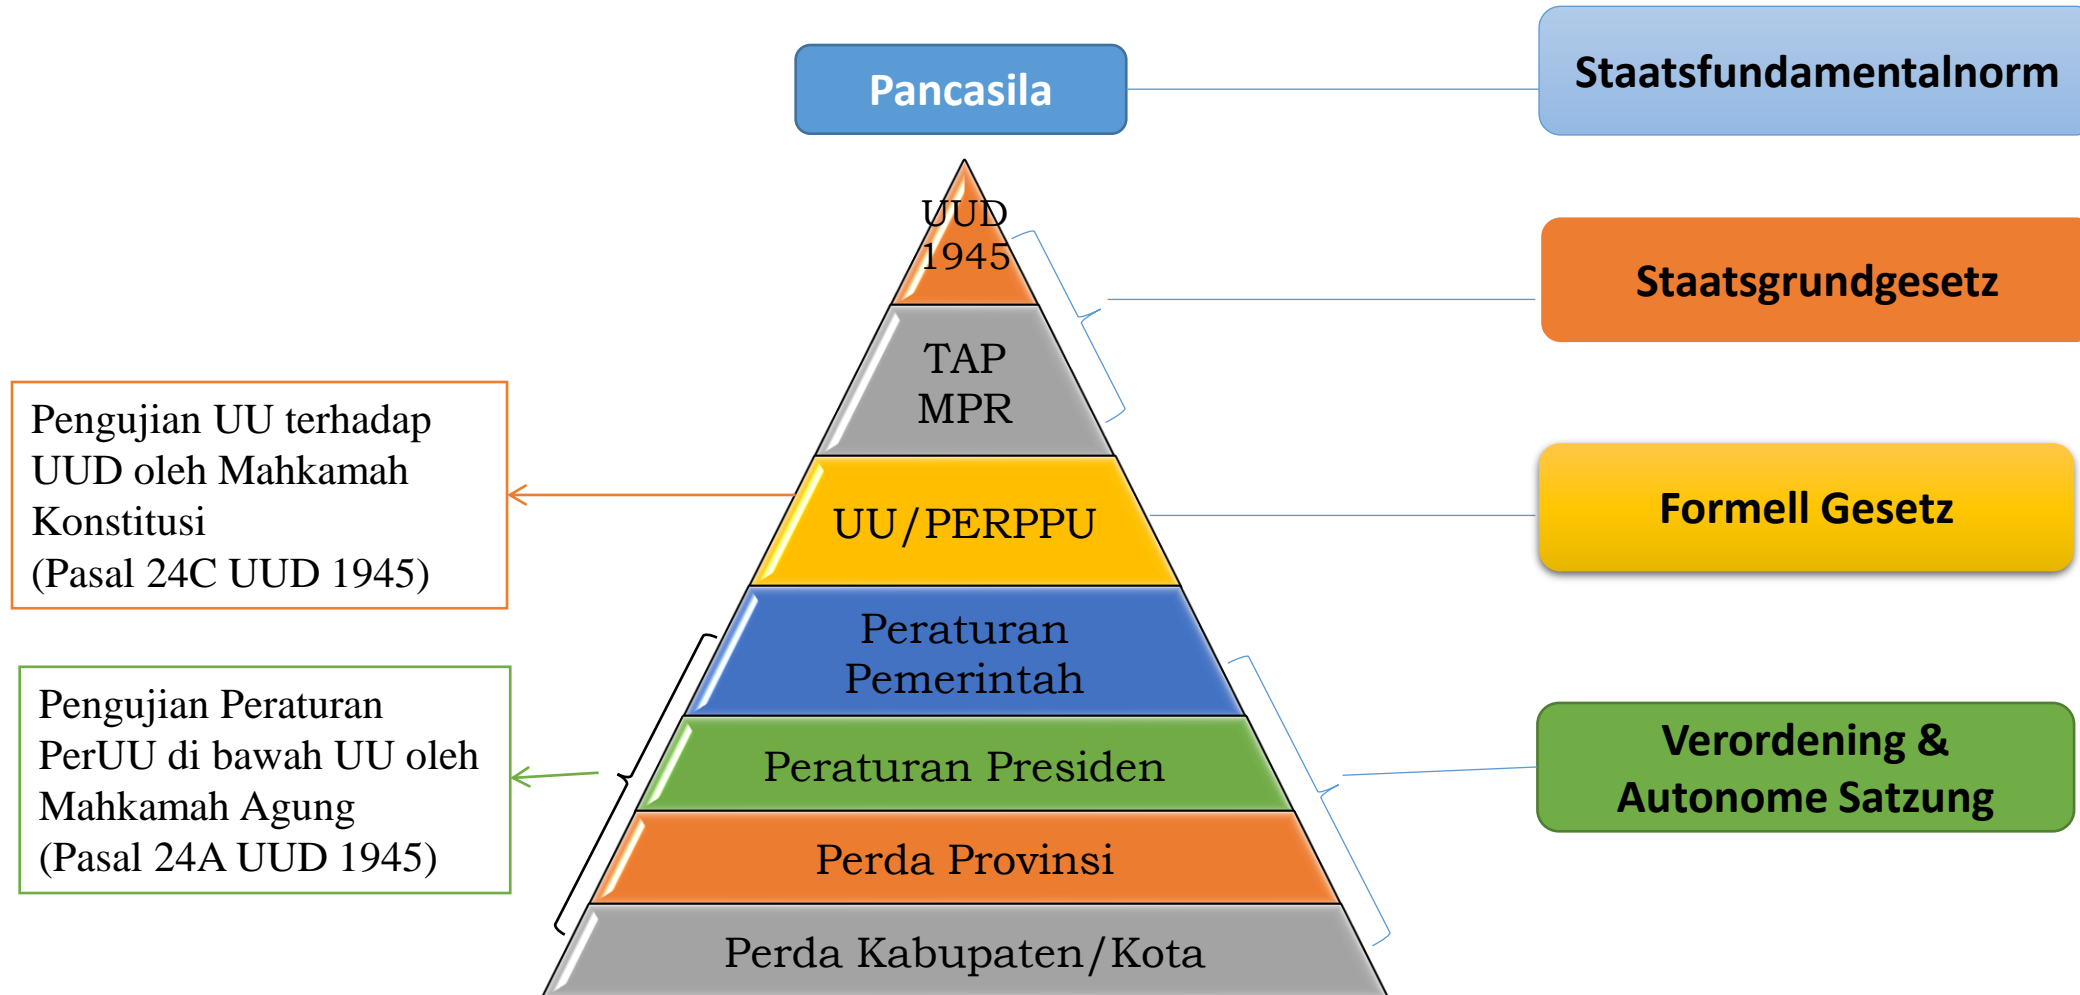 Pancasila
Staatsfundamentalnorm
UUD
1945
Staatsgrundgesetz
TAP
MPR
Pengujian UU terhadap
UUD oleh Mahkamah
Konstitusi
(Pasal 24C UUD 1945)
UU/PERPPU
Formell Gesetz
Peraturan
Pemerintah
Pengujian Peraturan
PerUU di bawah UU oleh
Mahkamah Agung
(Pasal 24A UUD 1945)
Peraturan Presiden
Verordening &
Autonome Satzung
Perda Provinsi
Perda Kabupaten/Kota